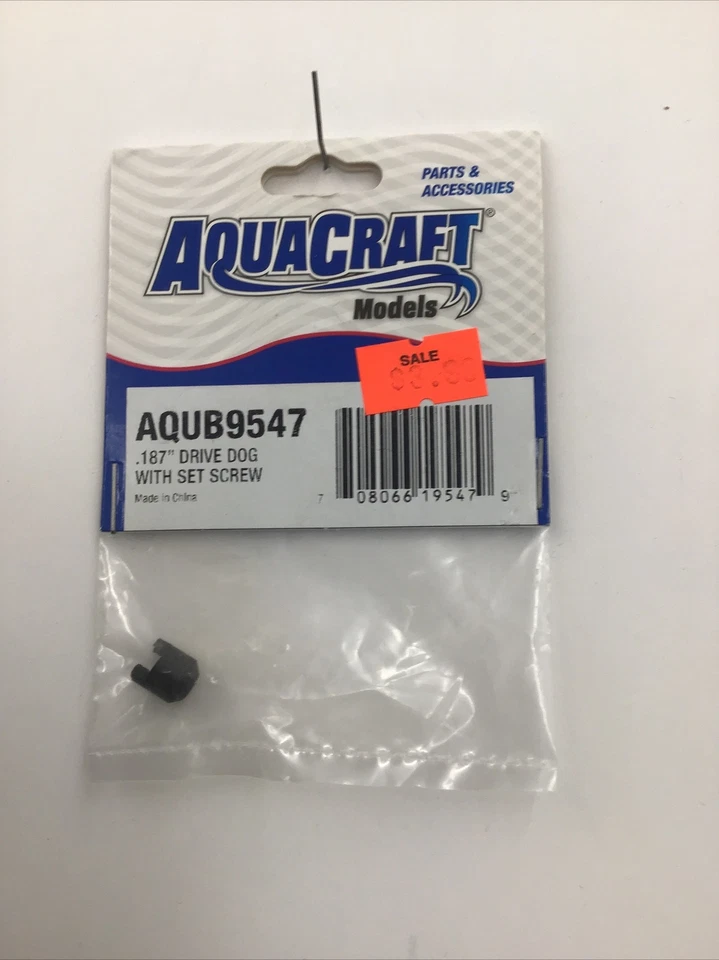 PARTS &
ACCESSORIES
AQUACRAFT®
Models
SALE
AQUB9547
.187" DRIVE DOG
WITH SET SCREW
Made in China
7 08066 19547 9